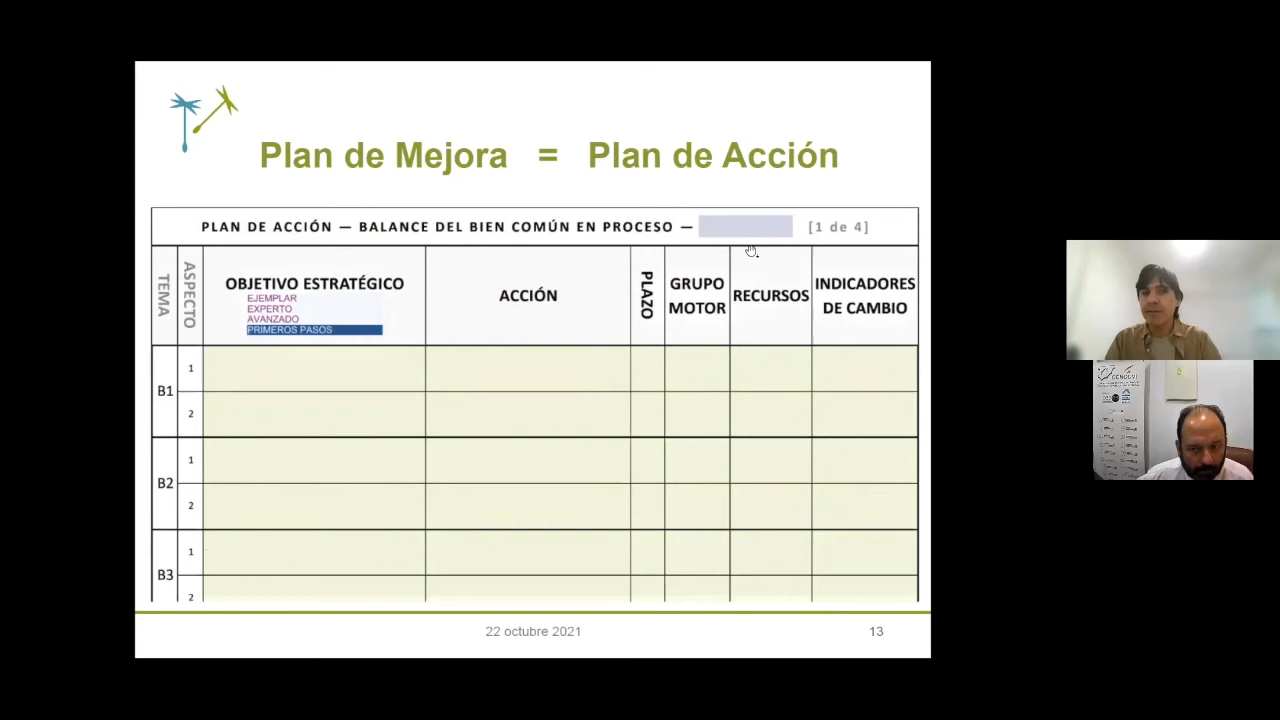 Plan de Mejora = Plan de Acción
PLAN DE ACCIÓN — BALANCE DEL BIEN COMÚN EN PROCESO — [1 de 4]
TEMA
ASPECTO
OBJETIVO ESTRATÉGICO
EJEMPLAR
EXPERTO
AVANZADO
PRIMEROS PASOS
ACCIÓN
PLAZO
GRUPO
MOTOR
RECURSOS
INDICADORES
DE CAMBIO
B1
1
2
B2
1
2
B3
1
2
22 octubre 2021
13